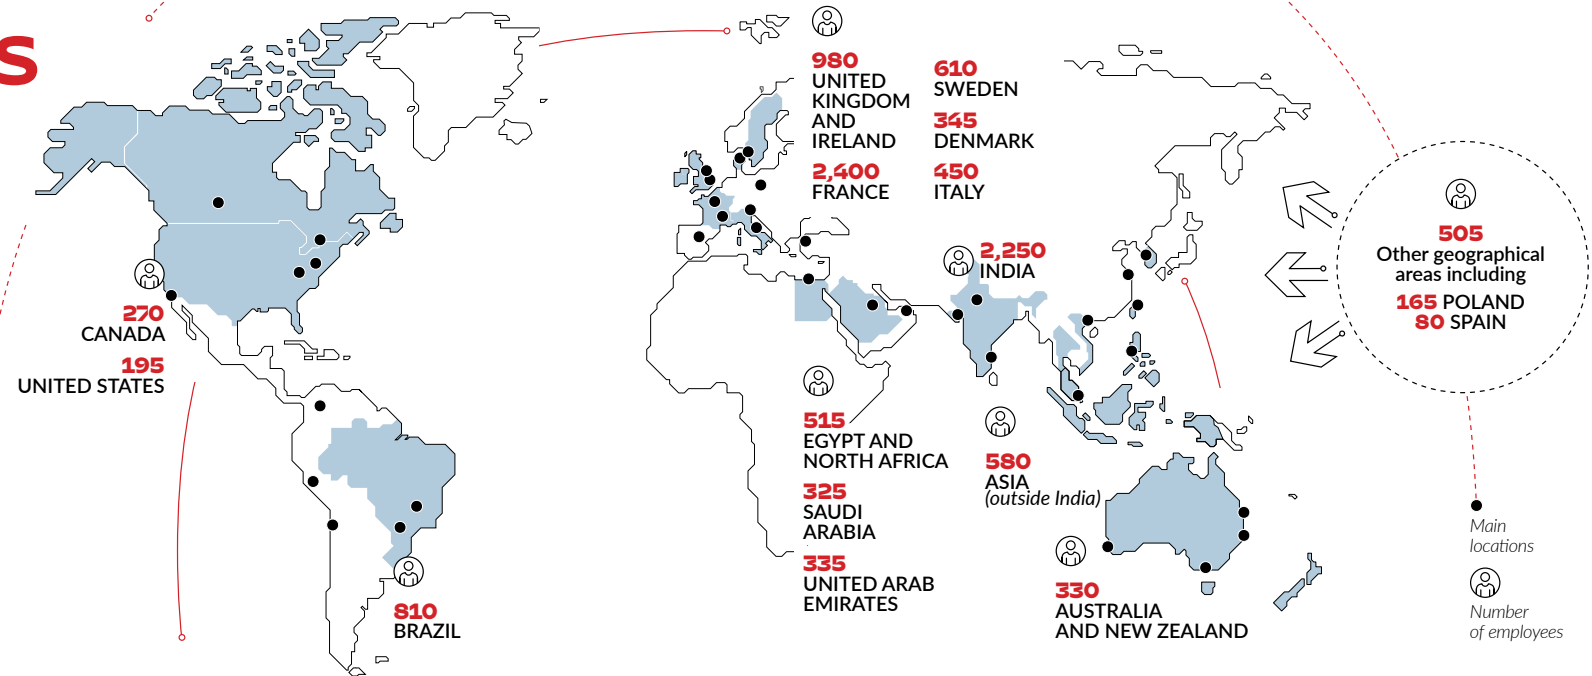 S
980
UNITED
KINGDOM
AND
IRELAND
2,400
FRANCE
610
SWEDEN
345
DENMARK
450
ITALY
2,250
INDIA
270
CANADA
195
UNITED STATES
505
Other geographical
areas including
165 POLAND
80 SPAIN
515
EGYPT AND
NORTH AFRICA
325
SAUDI
ARABIA
335
UNITED ARAB
EMIRATES
580
ASIA
(outside India)
330
AUSTRALIA
AND NEW ZEALAND
810
BRAZIL
Main
locations
Number
of employees